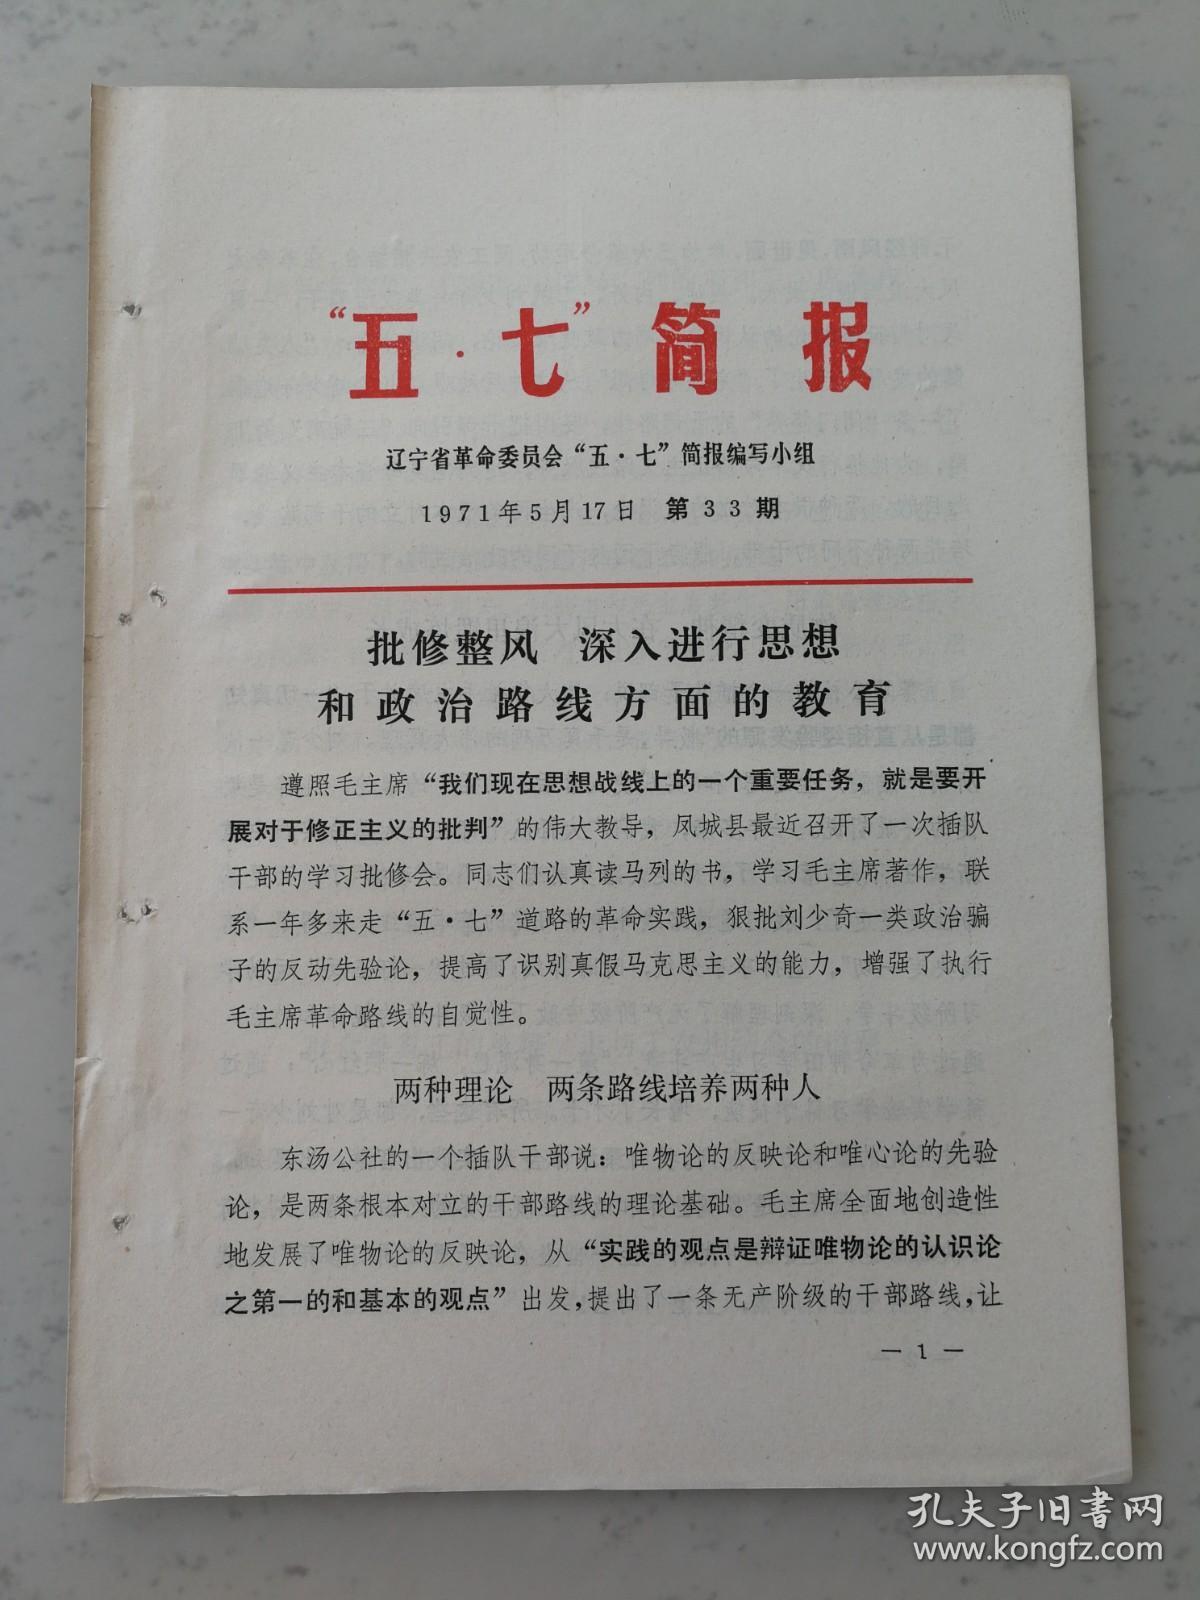 “五·七”简报
辽宁省革命委员会“五·七”简报编写小组
1971年5月17日 第33期
批修整风 深入进行思想
和政治路线方面的教育
遵照毛主席“我们现在思想战线上的一个重要任务，就是要开
展对于修正主义的批判”的伟大教导，凤城县最近召开了一次插队
干部的学习批修会。同志们认真读马列的书，学习毛主席著作，联
系一年多来走“五·七”道路的革命实践，狠批刘少奇一类政治骗
子的反动先验论，提高了识别真假马克思主义的能力，增强了执行
毛主席革命路线的自觉性。
两种理论 两条路线培养两种人
东汤公社的一个插队干部说：唯物论的反映论和唯心论的先验
论，是两条根本对立的干部路线的理论基础。毛主席全面地创造性
地发展了唯物论的反映论，从“实践的观点是辩证唯物论的认识论
之第一的和基本的观点”出发，提出了一条无产阶级的干部路线，让
— 1 —
孔夫子旧书网
www.kongfz.com